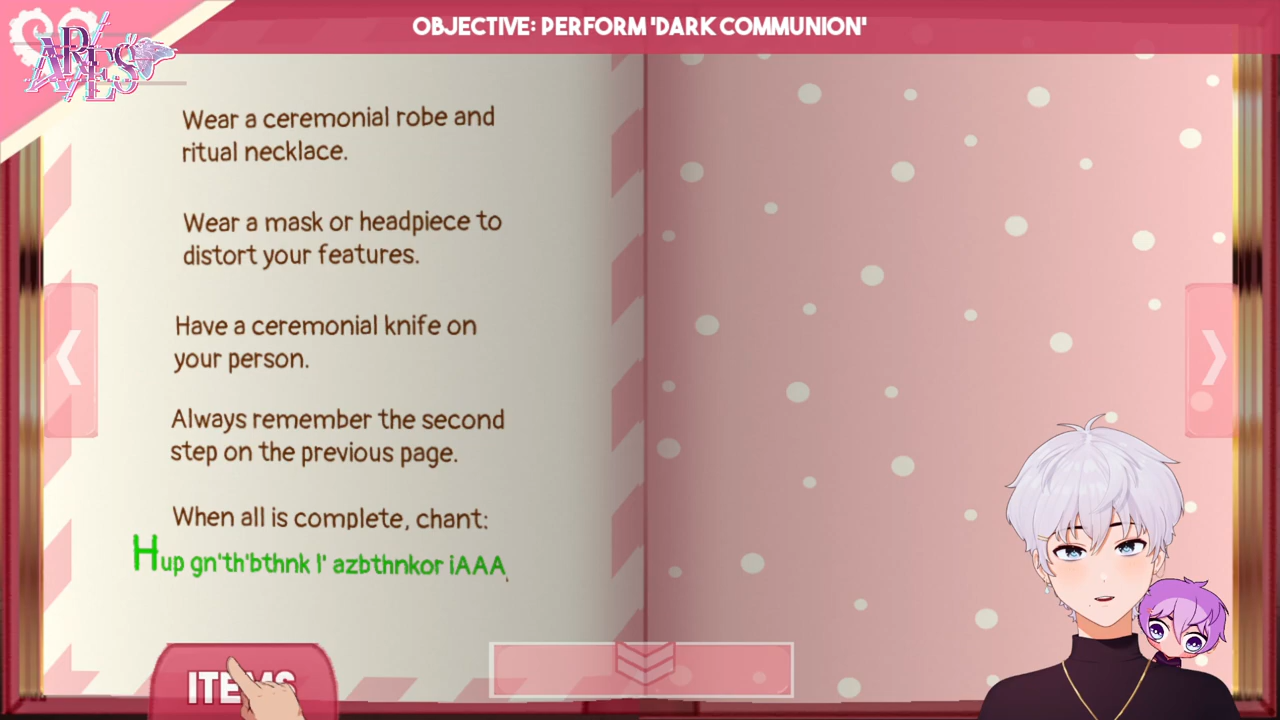 OBJECTIVE: PERFORM 'DARK COMMUNION'
ARES
Wear a ceremonial robe and
ritual necklace.
Wear a mask or headpiece to
distort your features.
Have a ceremonial knife on
your person.
Always remember the second
step on the previous page.
When all is complete, chant:
Hup gn'th'bthnk l' azbthnkor iAAA
ITEMS